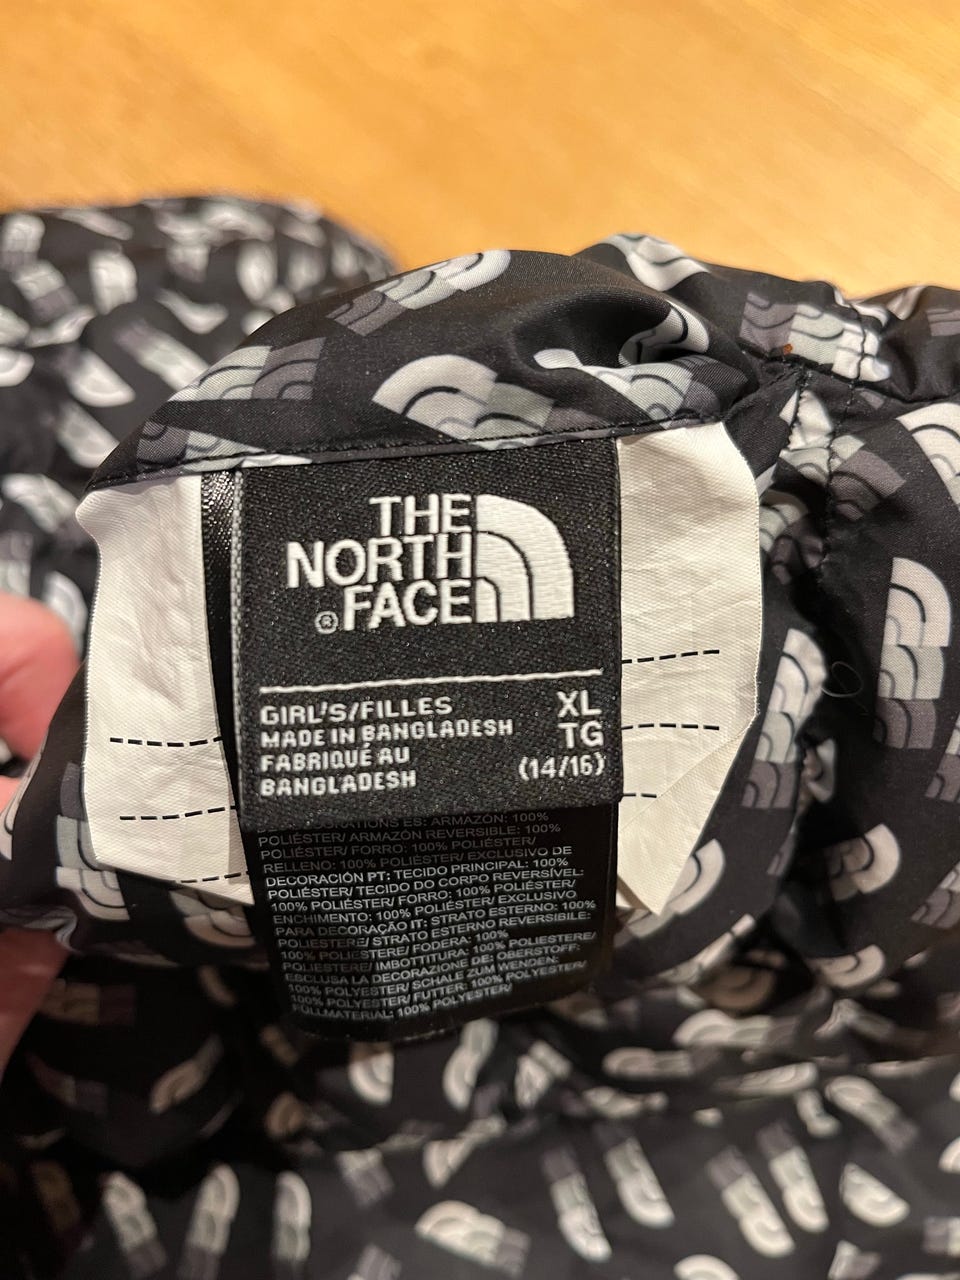 THE
NORTH
® FACE
GIRL'S/FILLES XL
MADE IN BANGLADESH TG
FABRIQUÉ AU
BANGLADESH (14/16)
ES: ARMAZÓN: 100%
POLIÉSTER/ ARMAZÓN REVERSIBLE: 100%
POLIÉSTER/ FORRO: 100% POLIÉSTER/
RELLENO: 100% POLIÉSTER/ EXCLUSIVO DE
DECORACIÓN PT: TECIDO PRINCIPAL: 100%
POLIÉSTER/ TECIDO DO CORPO REVERSÍVEL:
100% POLIÉSTER/ FORRO: 100% POLIÉSTER/
ENCHIMENTO: 100% POLIÉSTER/ EXCLUSIVO
PARA DECORAÇÃO IT: STRATO ESTERNO: 100%
POLIESTERE/ STRATO ESTERNO REVERSIBILE:
100% POLIESTERE/ FODERA: 100%
POLIESTERE/ IMBOTTITURA: 100% POLIESTERE/
ESCLUSA LA DECORAZIONE DE: OBERSTOFF:
100% POLYESTER/ SCHALE ZUM WENDEN:
100% POLYESTER/ FUTTER: 100% POLYESTER/
FÜLLMATERIAL: 100% POLYESTER/